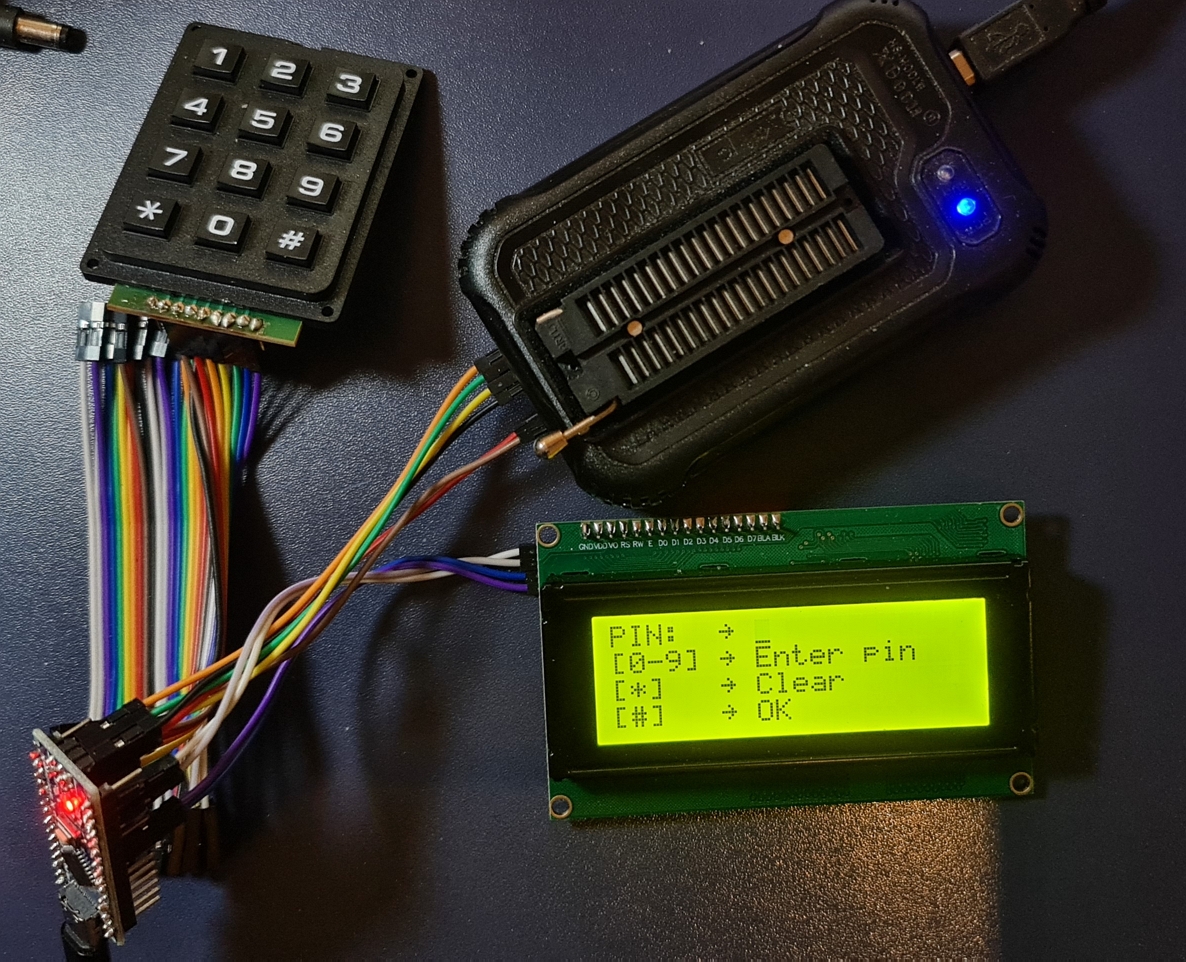 1 2 3
4 5 6
7 8 9
* 0 #
GND VDD VO RS RW E D0 D1 D2 D3 D4 D5 D6 D7 BLA BLK
PIN: →
[0-9] → Enter pin
[*] → Clear
[#] → OK